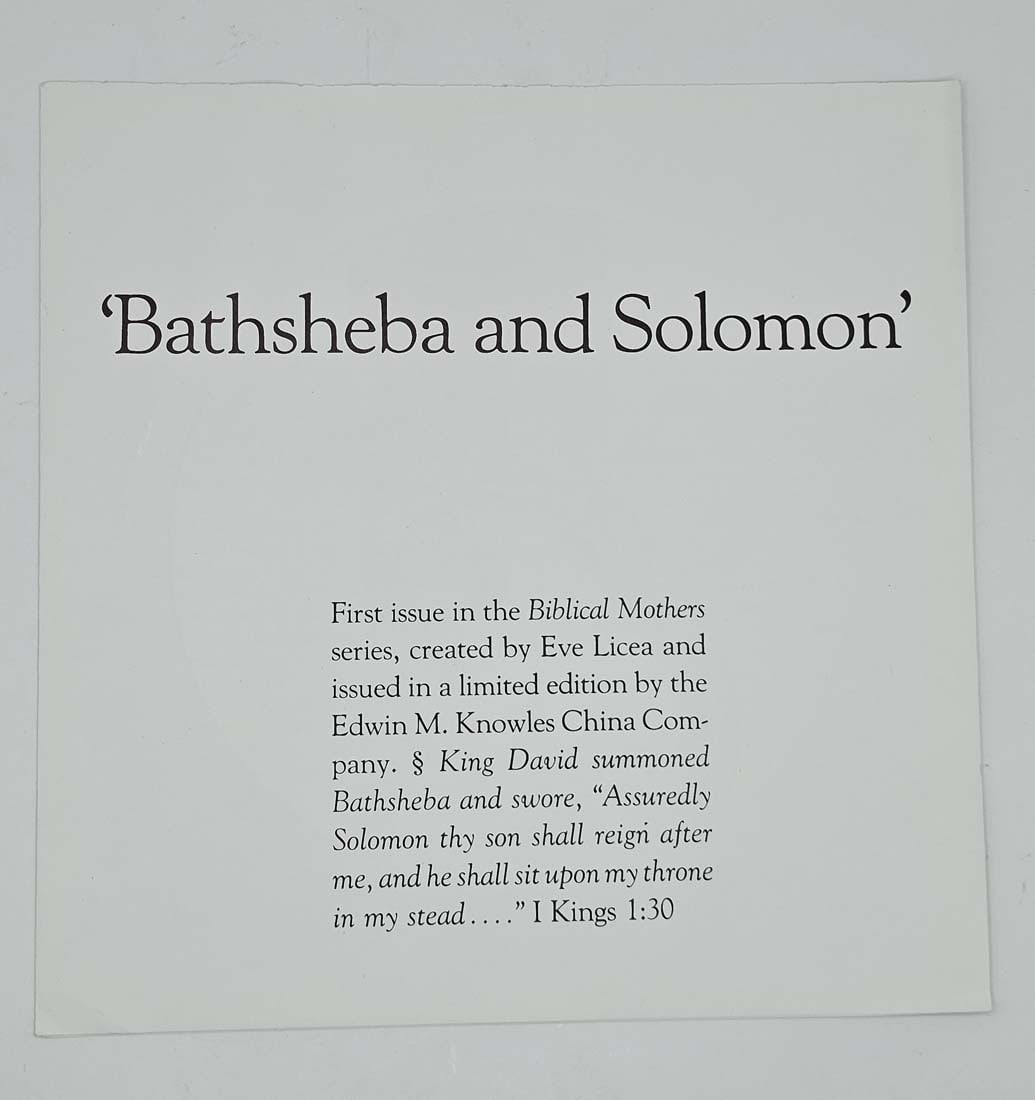 ‘Bathsheba and Solomon’
First issue in the Biblical Mothers
series, created by Eve Licea and
issued in a limited edition by the
Edwin M. Knowles China Com-
pany. § King David summoned
Bathsheba and swore, “Assuredly
Solomon thy son shall reign after
me, and he shall sit upon my throne
in my stead . . . .” I Kings 1:30